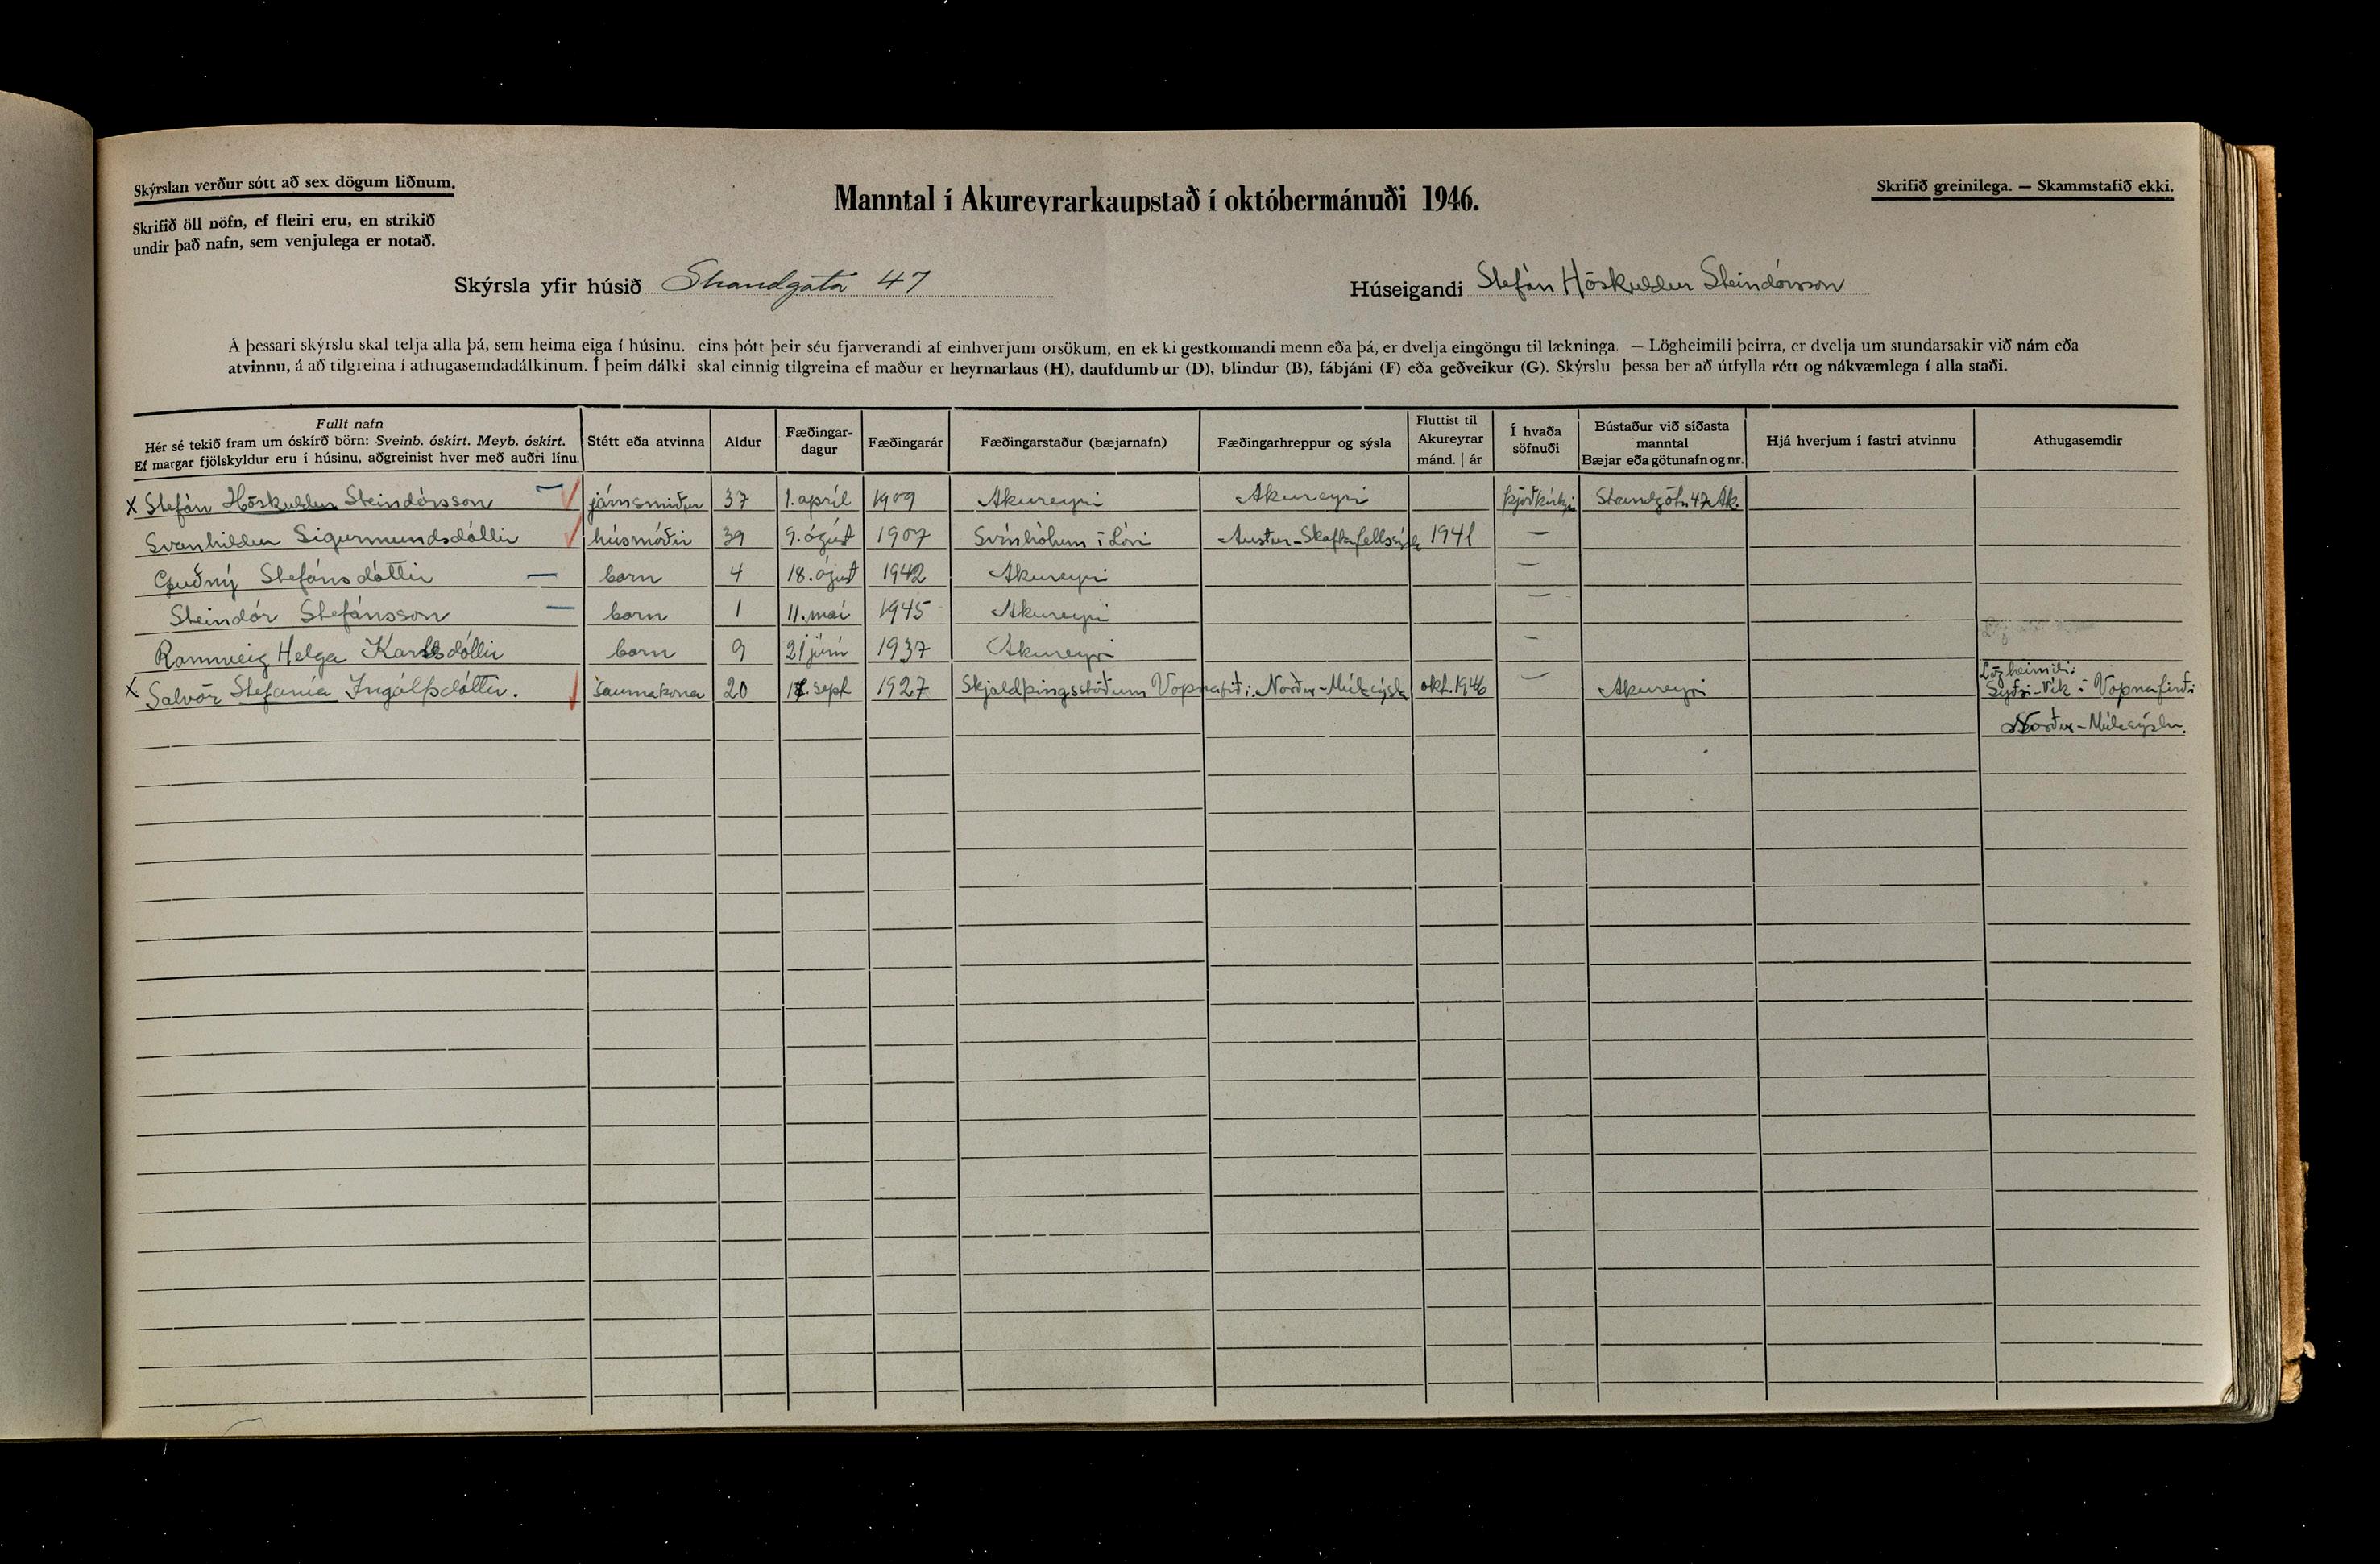 Skýrslan verður sótt að sex dögum liðnum.
Skrifið öll nöfn, ef fleiri eru, en strikið
undir það nafn, sem venjulega er notað.
Manntal í Akureyrarkaupstað í októbermánuði 1946.
Skrifið greinilega. — Skammstafið ekki.
Skýrsla yfir húsið Strandgata 47
Húseigandi Stefán Höskuldur Steindórsson
Á þessari skýrslu skal telja alla þá, sem heima eiga í húsinu, eins þótt þeir séu fjarverandi af einhverjum orsökum, en ekki gestkomandi menn eða þá, er dvelja eingöngu til lækninga. — Lögheimili þeirra, er dvelja um stundarsakir við nám eða
atvinnu, á að tilgreina í athugasemdadálkinum. Í þeim dálki skal einnig tilgreina ef maður er heyrnarlaus (H), daufdumbur (D), blindur (B), fábjáni (F) eða geðveikur (G). Skýrslu þessa ber að útfylla rétt og nákvæmlega í alla staði.
Fullt nafn
Hér sé tekið fram um óskírð börn: Sveinb. óskírt. Meyb. óskírt.
Ef margar fjölskyldur eru í húsinu, aðgreinist hver með auðri línu.
Stétt eða atvinna
Aldur
Fæðingar-
dagur
Fæðingarár
Fæðingarstaður (bæjarnafn)
Fæðingarhreppur og sýsla
Fluttist til
Akureyrar
mánd. | ár
Í hvaða
söfnuði
Bústaður við síðasta
manntal
Bæjar eða götunafn og nr.
Hjá hverjum í fastri atvinnu
Athugasemdir
x Stefán Höskuldur Steindórsson — járnsmiður 37 1. apríl 1909 Akureyri Akureyri Þjóðkirkju Strandgötu 47 Ak.
Svanhildur Sigurmundsdóttir húsmóðir 39 9. ágúst 1907 Svínhólum í Lóni Austur-Skaftafellssýsla 1941 —
Guðný Stefánsdóttir — barn 4 18. ágúst 1942 Akureyri —
Steindór Stefánsson — barn 1 11. maí 1945 Akureyri —
Rannveig Helga Karlsdóttir barn 9 21 júní 1937 Akureyri —
x Salvör Stefanía Ingólfsdóttir. saumakona 20 sept 1927 Skjaldþingsstöðum Vopnafirði. Norður-Múlasýsla okt. 1946 — Akureyri
Lögheimili:
Syðri-Vík í Vopnafirði
Norður-Múlasýslu.